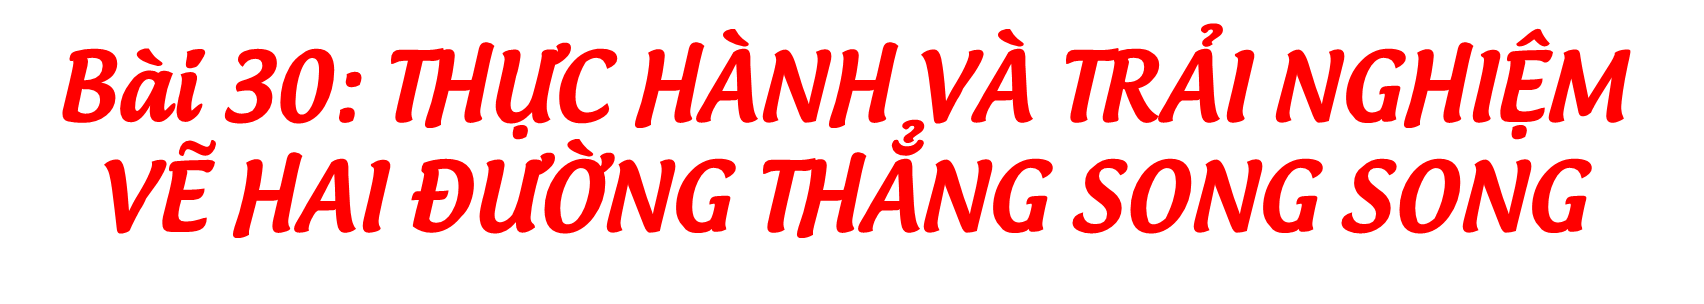 Bài 30: THỰC HÀNH VÀ TRẢI NGHIỆM
VẼ HAI ĐƯỜNG THẲNG SONG SONG